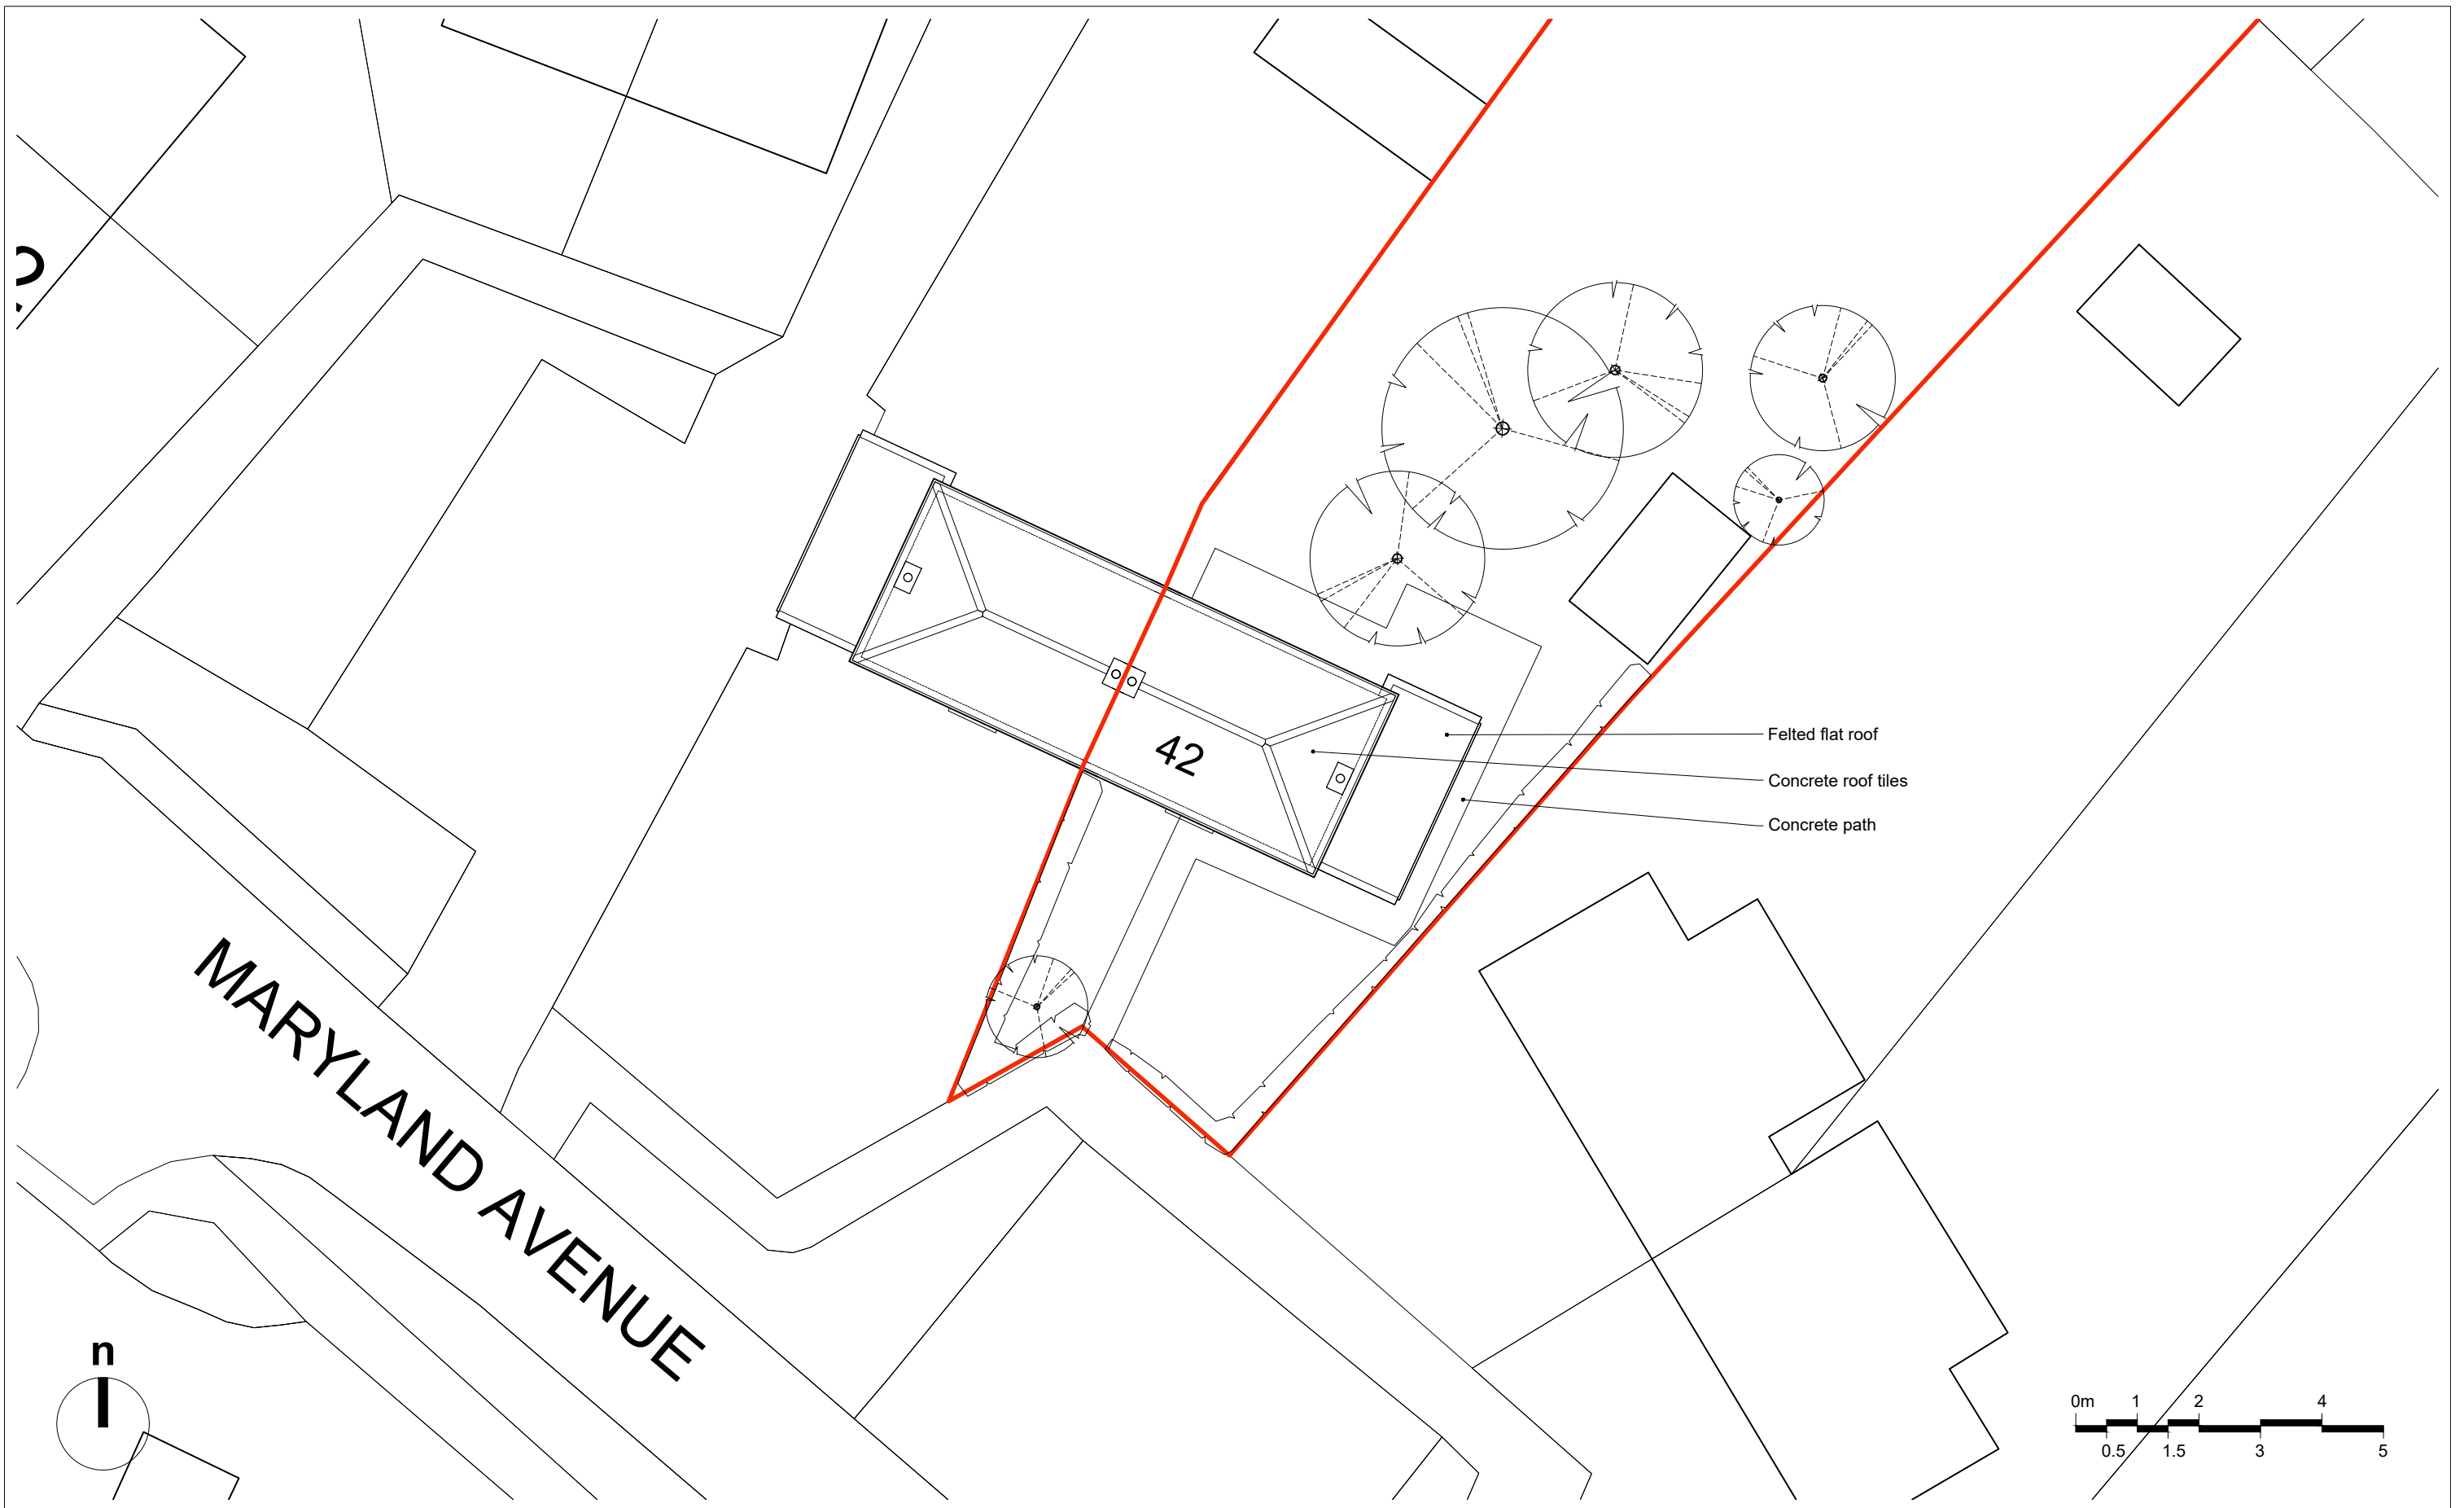 Felted flat roof
Concrete roof tiles
Concrete path
42
MARYLAND AVENUE
n
0m 1 2 4
0.5 1.5 3 5